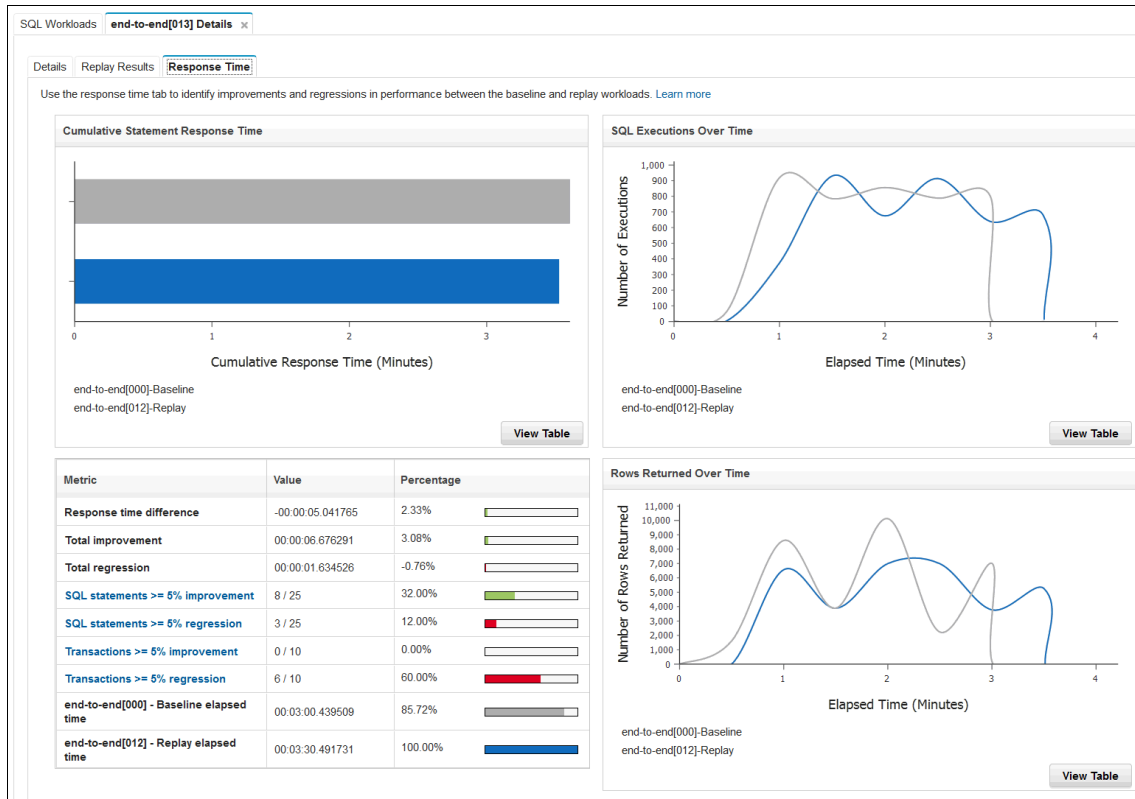 SQL Workloads
end-to-end[013] Details ×
Details
Replay Results
Response Time
Use the response time tab to identify improvements and regressions in performance between the baseline and replay workloads. Learn more
Cumulative Statement Response Time
0 1 2 3
Cumulative Response Time (Minutes)
end-to-end[000]-Baseline
end-to-end[012]-Replay
View Table
SQL Executions Over Time
Number of Executions
1,000
900
800
700
600
500
400
300
200
100
0
0 1 2 3 4
Elapsed Time (Minutes)
end-to-end[000]-Baseline
end-to-end[012]-Replay
View Table
Metric Value Percentage
Response time difference -00:00:05.041765 2.33%
Total improvement 00:00:06.676291 3.08%
Total regression 00:00:01.634526 -0.76%
SQL statements >= 5% improvement 8 / 25 32.00%
SQL statements >= 5% regression 3 / 25 12.00%
Transactions >= 5% improvement 0 / 10 0.00%
Transactions >= 5% regression 6 / 10 60.00%
end-to-end[000] - Baseline elapsed
time 00:03:00.439509 85.72%
end-to-end[012] - Replay elapsed
time 00:03:30.491731 100.00%
Rows Returned Over Time
Number of Rows Returned
11,000
10,000
9,000
8,000
7,000
6,000
5,000
4,000
3,000
2,000
1,000
0
0 1 2 3 4
Elapsed Time (Minutes)
end-to-end[000]-Baseline
end-to-end[012]-Replay
View Table